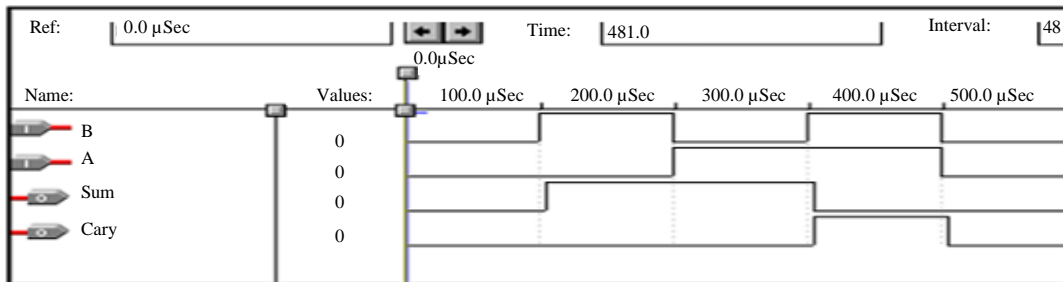 Ref: 0.0 µSec Time: 481.0 Interval: 48
0.0µSec
Name: Values: 100.0 µSec 200.0 µSec 300.0 µSec 400.0 µSec 500.0 µSec
B 0
A 0
Sum 0
Cary 0